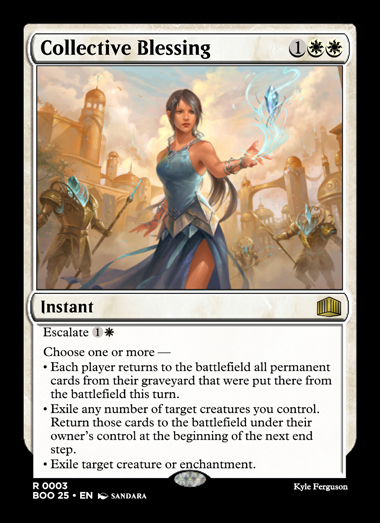 Collective Blessing 1
Instant
Escalate 1
Choose one or more —
• Each player returns to the battlefield all permanent
cards from their graveyard that were put there from
the battlefield this turn.
• Exile any number of target creatures you control.
Return those cards to the battlefield under their
owner's control at the beginning of the next end
step.
• Exile target creature or enchantment.
R 0003
BOO 25 • EN SANDARA
Kyle Ferguson